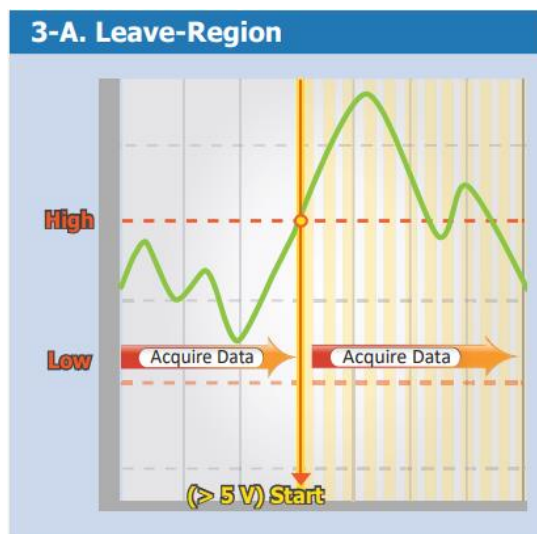 3-A. Leave-Region
High
Low
Acquire Data
Acquire Data
(> 5 V) Start